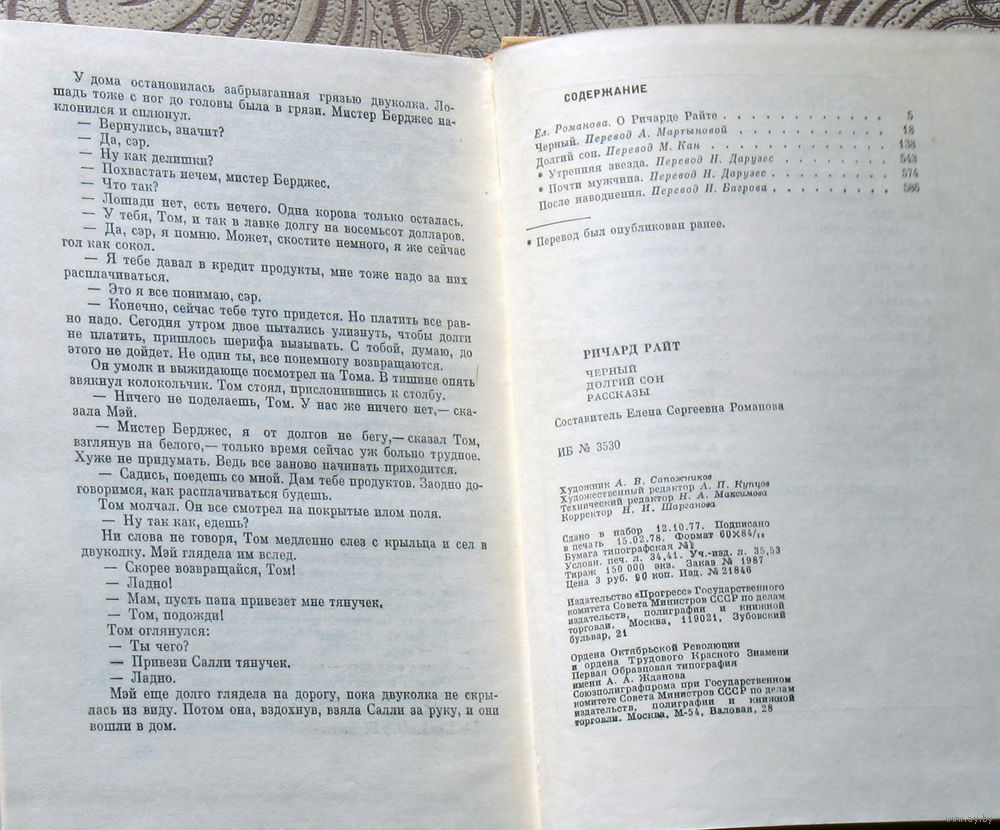 У дома остановилась забрызганная грязью двуколка. Ло-
шадь тоже с ног до головы была в грязи. Мистер Берджес на-
клонился и сплюнул.
— Вернулись, значит?
— Да, сэр.
— Ну как делишки?
— Похвастать нечем, мистер Берджес.
— Что так?
— Лошади нет, есть нечего. Одна корова только осталась.
— У тебя, Том, и так в лавке долгу на восемьсот долларов.
— Да, сэр, я помню. Может, скостите немного, я же сейчас
гол как сокол.
— Я тебе давал в кредит продукты, мне тоже надо за них
расплачиваться.
— Это я все понимаю, сэр.
— Конечно, сейчас тебе туго придется. Но платить все рав-
но надо. Сегодня утром двое пытались улизнуть, чтобы долги
не платить, пришлось шерифа вызывать. С тобой, думаю, до
этого не дойдет. Не один ты, все понемногу возвращаются.
Он умолк и выжидающе посмотрел на Тома. В тишине опять
звякнул колокольчик. Том стоял, прислонившись к столбу.
— Ничего не поделаешь, Том. У нас же ничего нет,— ска-
зала Мэй.
— Мистер Берджес, я от долгов не бегу,— сказал Том,
взглянув на белого,— только время сейчас уж больно трудное.
Хуже не придумать. Ведь все заново начинать приходится.
— Садись, поедешь со мной. Дам тебе продуктов. Заодно до-
говоримся, как расплачиваться будешь.
Том молчал. Он все смотрел на покрытые илом поля.
— Ну так как, едешь?
Ни слова не говоря, Том медленно слез с крыльца и сел в
двуколку. Мэй глядела им вслед.
— Скорее возвращайся, Том!
— Ладно!
— Мам, пусть папа привезет мне тянучек.
— Том, подожди!
Том оглянулся:
— Ты чего?
— Привези Салли тянучек.
— Ладно.
Мэй еще долго глядела на дорогу, пока двуколка не скры-
лась из виду. Потом она, вздохнув, взяла Салли за руку, и они
вошли в дом.
СОДЕРЖАНИЕ
Ел. Романова. О Ричарде Райте . . . . . . . . . . . 5
Черный. Перевод А. Мартыновой . . . . . . . . . . 18
Долгий сон. Перевод М. Кан . . . . . . . . . . . 138
• Утренняя звезда. Перевод Н. Дарузес . . . . . . . 543
• Почти мужчина. Перевод Н. Дарузес . . . . . . . . 574
После наводнения. Перевод И. Багрова . . . . . . . . 586
• Перевод был опубликован ранее.
РИЧАРД РАЙТ
ЧЕРНЫЙ
ДОЛГИЙ СОН
РАССКАЗЫ
Составитель Елена Сергеевна Романова
ИБ № 3530
Художник А. В. Сапожников
Художественный редактор А. П. Купцов
Технический редактор Н. А. Максимова
Корректор Н. И. Шарганова
Сдано в набор 12.10.77. Подписано
в печать 15.02.78. Формат 60×84/₁₆
Бумага типографская №1
Условн. печ. л. 34,41. Уч.-изд. л. 35,53
Тираж 150 000 экз. Заказ № 1987
Цена 3 руб. 90 коп. Изд. № 21846
Издательство «Прогресс» Государственного
комитета Совета Министров СССР по делам
издательств, полиграфии и книжной
торговли. Москва, 119021, Зубовский
бульвар, 21
Ордена Октябрьской Революции
и ордена Трудового Красного Знамени
Первая Образцовая типография
имени А. А. Жданова
Союзполиграфпрома при Государственном
комитете Совета Министров СССР по делам
издательств, полиграфии и книжной
торговли. Москва, М-54, Валовая, 28
www.ay.by